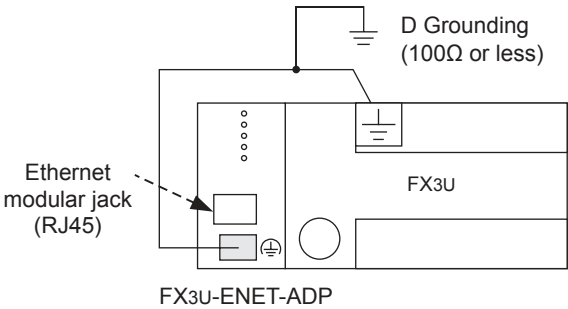 D Grounding
(100Ω or less)
Ethernet
modular jack
(RJ45)
FX3U
FX3U-ENET-ADP